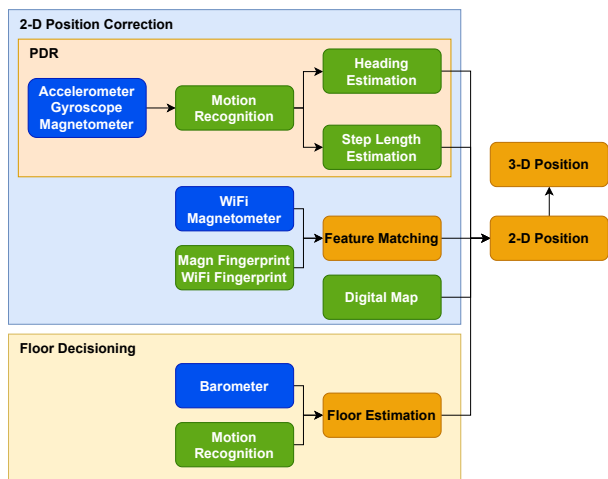 2-D Position Correction
PDR
Accelerometer
Gyroscope
Magnetometer
Motion
Recognition
Heading
Estimation
Step Length
Estimation
WiFi
Magnetometer
Magn Fingerprint
WiFi Fingerprint
Feature Matching
Digital Map
3-D Position
2-D Position
Floor Decisioning
Barometer
Motion
Recognition
Floor Estimation